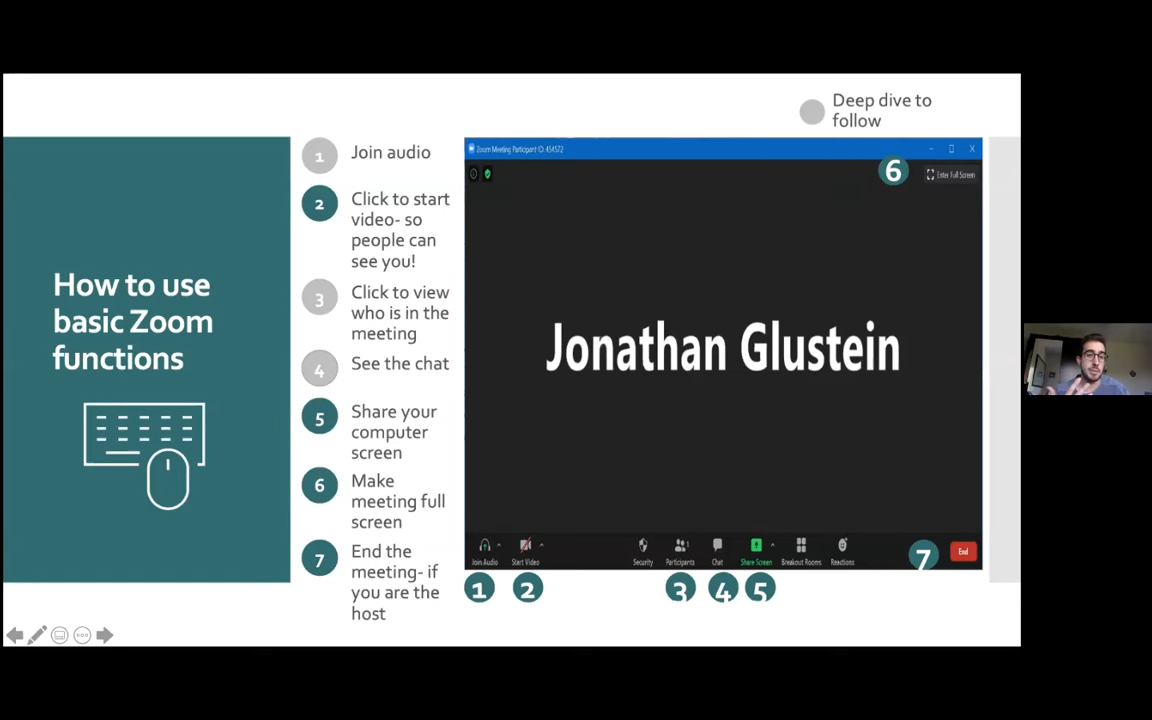 Deep dive to
follow
How to use
basic Zoom
functions
1 Join audio
2 Click to start
video- so
people can
see you!
3 Click to view
who is in the
meeting
4 See the chat
5 Share your
computer
screen
6 Make
meeting full
screen
7 End the
meeting- if
you are the
host
Zoom Meeting Participant ID: 454572
6 Enter Full Screen
Jonathan Glustein
Join Audio Start Video Security Participants 1 Chat Share Screen Breakout Rooms Reactions 7 End
1 2 3 4 5